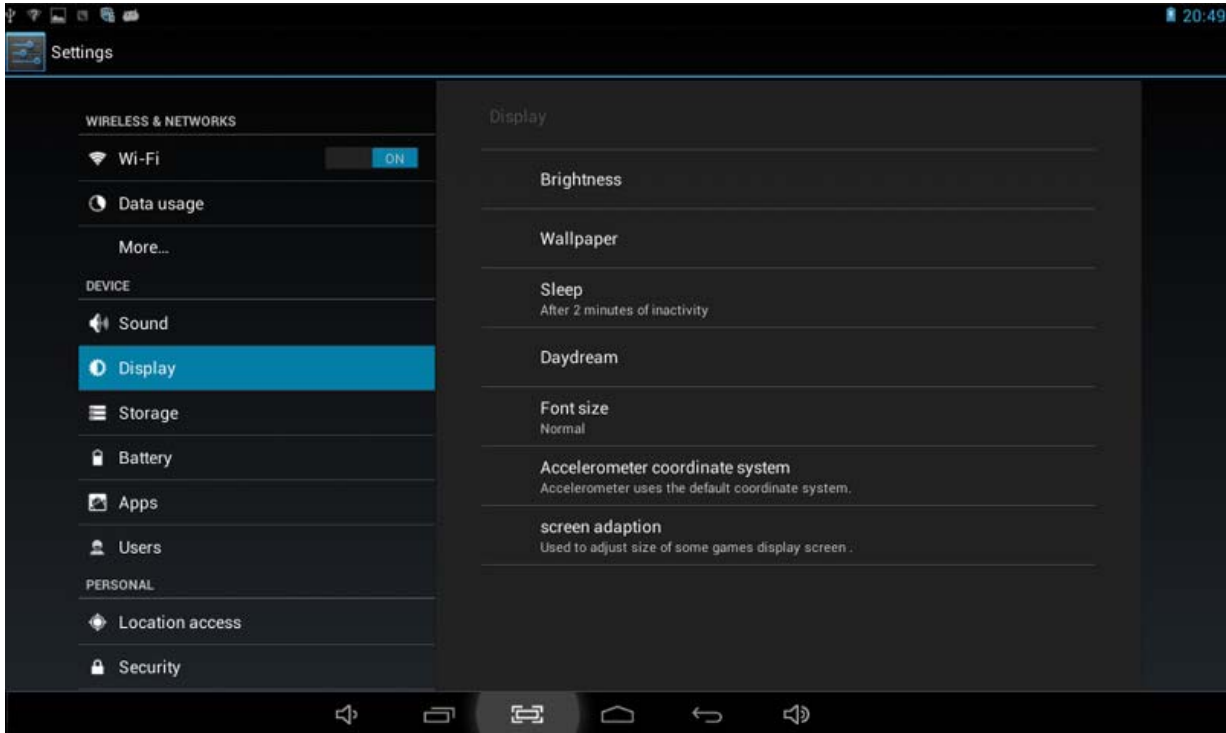 20:49
Settings
WIRELESS & NETWORKS
Wi-Fi
ON
Data usage
More...
DEVICE
Sound
Display
Storage
Battery
Apps
Users
PERSONAL
Location access
Security
Display
Brightness
Wallpaper
Sleep
After 2 minutes of inactivity
Daydream
Font size
Normal
Accelerometer coordinate system
Accelerometer uses the default coordinate system.
screen adaption
Used to adjust size of some games display screen .